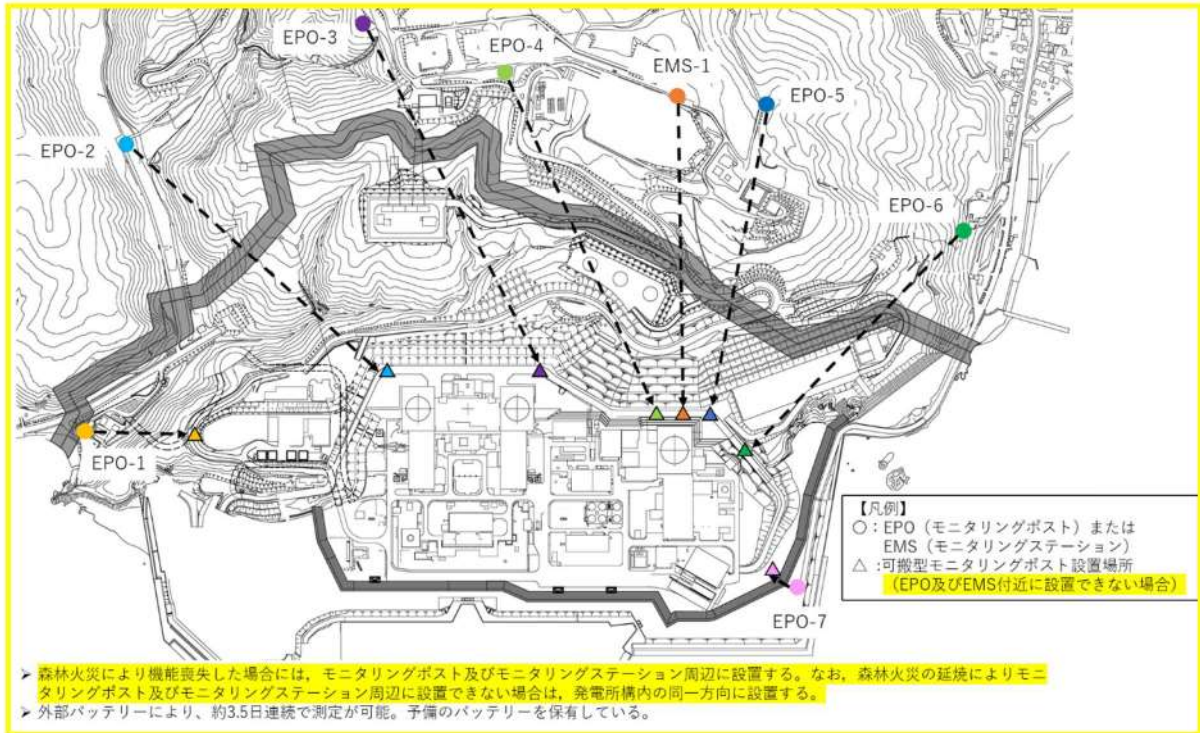 EPO-3
EPO-4
EMS-1
EPO-5
EPO-2
EPO-6
EPO-1
【凡例】
○：EPO（モニタリングポスト）または
EMS（モニタリングステーション）
△ :可搬型モニタリングポスト設置場所
（EPO及びEMS付近に設置できない場合）
EPO-7
➢ 森林火災により機能喪失した場合には，モニタリングポスト及びモニタリングステーション周辺に設置する。なお，森林火災の延焼によりモニ
タリングポスト及びモニタリングステーション周辺に設置できない場合は，発電所構内の同一方向に設置する。
➢ 外部バッテリーにより、約3.5日連続で測定が可能。予備のバッテリーを保有している。